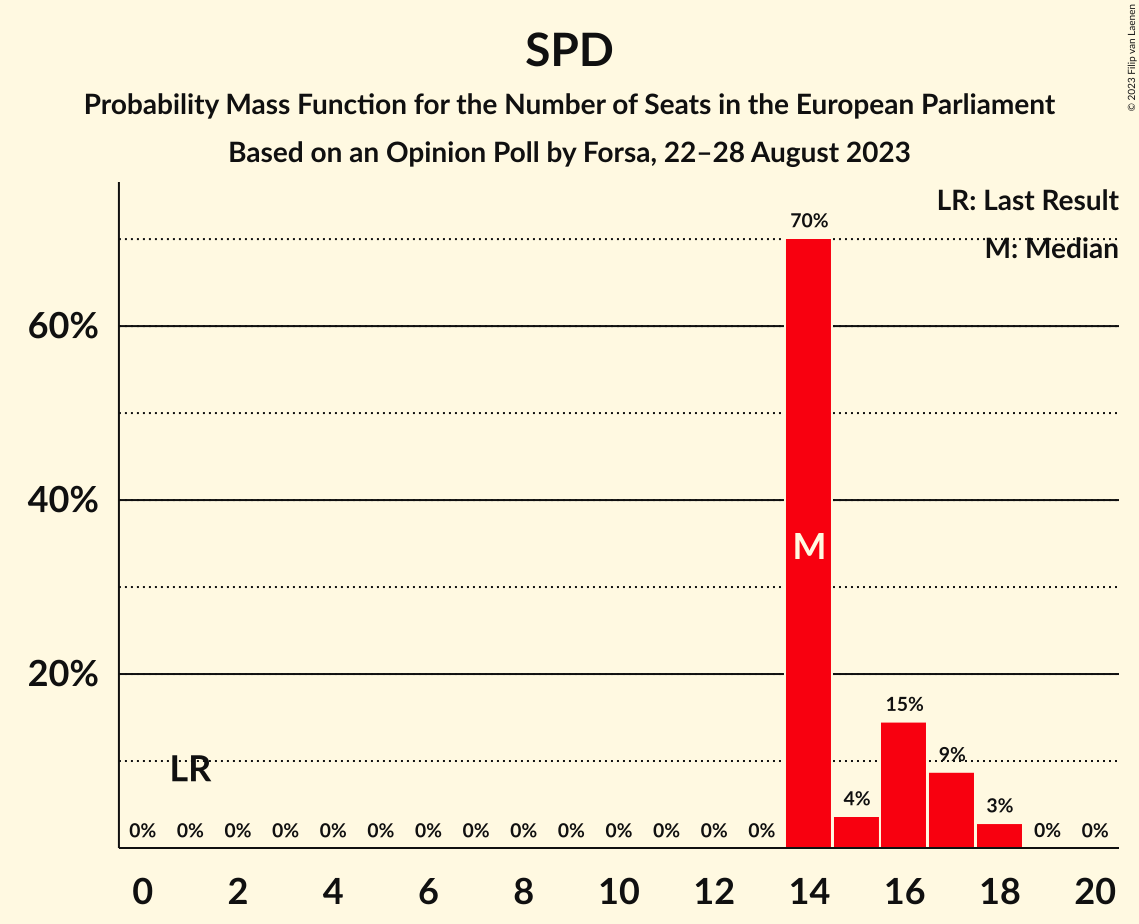 SPD
Probability Mass Function for the Number of Seats in the European Parliament
Based on an Opinion Poll by Forsa, 22–28 August 2023
© 2023 Filip van Laenen
LR: Last Result
M: Median
70%
60%
40%
M
20%
15%
9%
LR
4%
3%
0% 0% 0% 0% 0% 0% 0% 0% 0% 0% 0% 0% 0% 0% 0% 0%
0 2 4 6 8 10 12 14 16 18 20